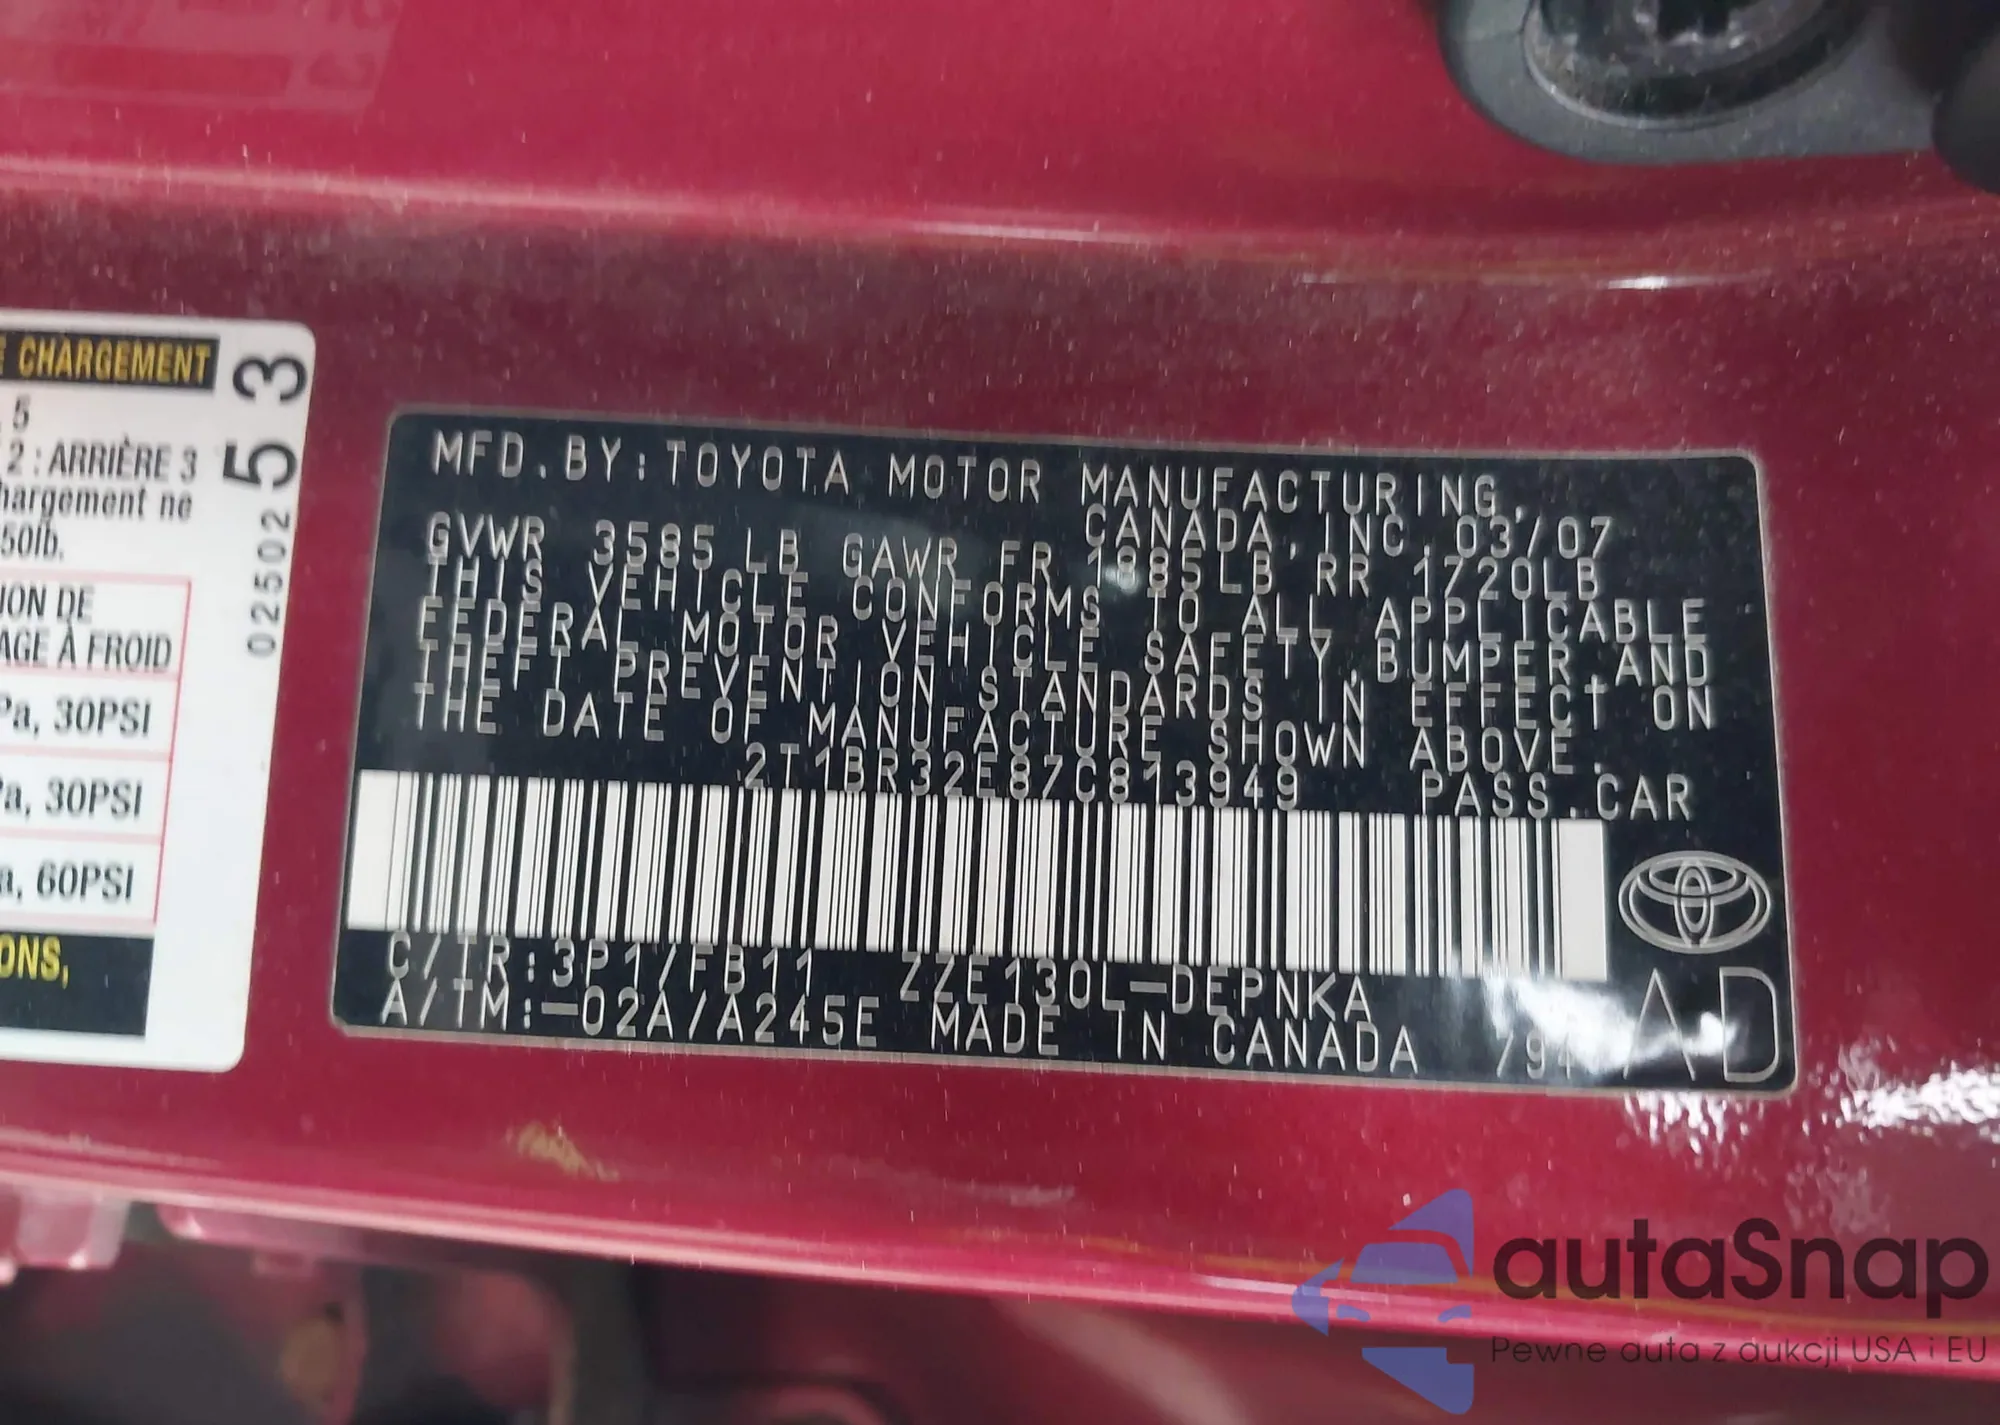 E CHARGEMENT
5
2 : ARRIÈRE 3
hargement ne
50lb.
ION DE
AGE À FROID
Pa, 30PSI
Pa, 30PSI
a, 60PSI
ONS,
02502 53
MFD.BY:TOYOTA MOTOR MANUFACTURING,
CANADA,INC.03/07
GVWR 3585LB GAWR FR 1885LB RR 1720LB
THIS VEHICLE CONFORMS TO ALL APPLICABLE
FEDERAL MOTOR VEHICLE SAFETY,BUMPER AND
THEFT PREVENTION STANDARDS IN EFFECT ON
THE DATE OF MANUFACTURE SHOWN ABOVE.
2T1BR32E87C813949 PASS.CAR
C/TR:3P1/FB11 ZZE130L-DEPNKA
A/TM:-02A/A245E MADE IN CANADA
AD
autaSnap
Pewne auta z aukcji USA i EU